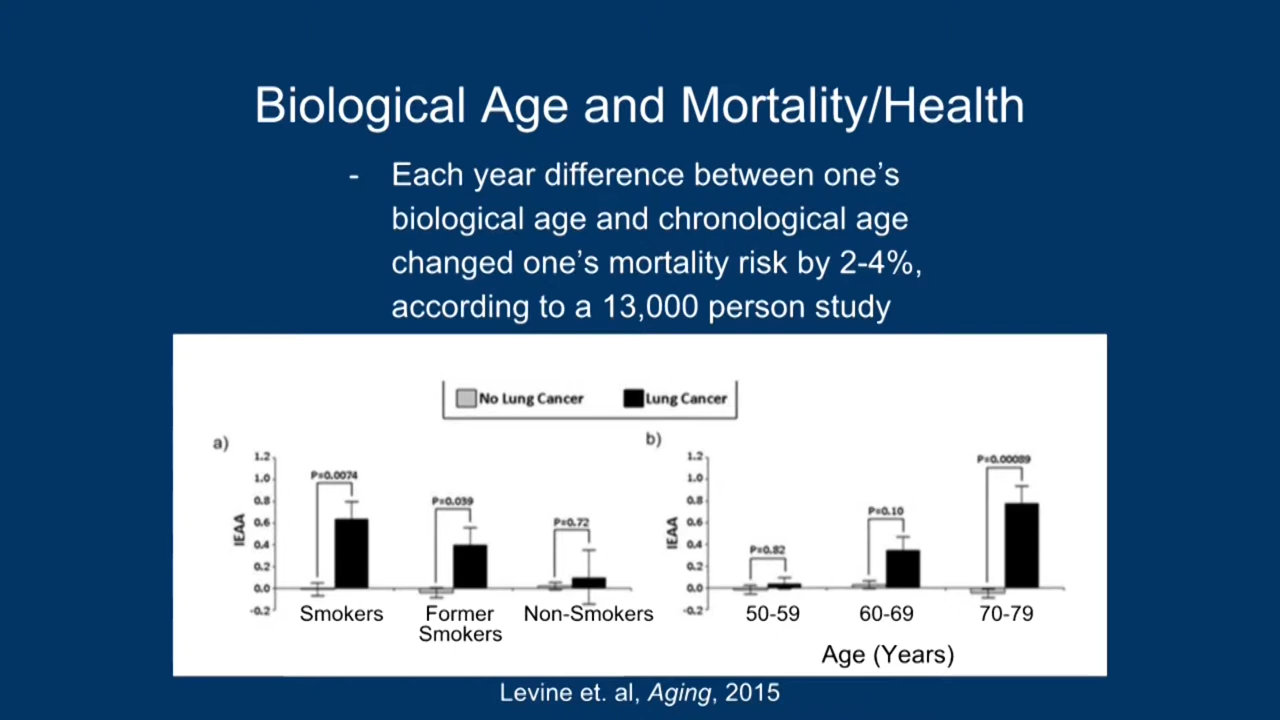 Biological Age and Mortality/Health
- Each year difference between one's
biological age and chronological age
changed one's mortality risk by 2-4%,
according to a 13,000 person study
No Lung Cancer Lung Cancer
a)
1.2
1.0
0.8
0.6
0.4
0.2
0.0
-0.2
IEAA
P=0.0074
P=0.039
P=0.72
Smokers
Former
Smokers
Non-Smokers
b)
1.2
1.0
0.8
0.6
0.4
0.2
0.0
-0.2
IEAA
P=0.82
P=0.10
P=0.00089
50-59 60-69 70-79
Age (Years)
Levine et. al, Aging, 2015